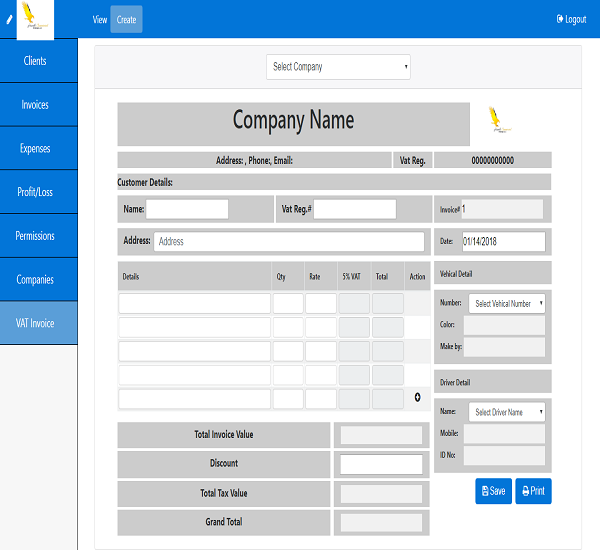 View Create Logout
Clients
Invoices
Expenses
Profit/Loss
Permissions
Companies
VAT Invoice
Select Company
Company Name
Address: , Phone:, Email: Vat Reg. 00000000000
Customer Details:
Name: Vat Reg.# Invoice# 1
Address: Address Date: 01/14/2018
Details Qty Rate 5% VAT Total Action
Vehical Detail
Number: Select Vehical Number
Color:
Make by:
Driver Detail
Name: Select Driver Name
Mobile:
ID No:
Total Invoice Value
Discount
Total Tax Value
Grand Total
Save Print